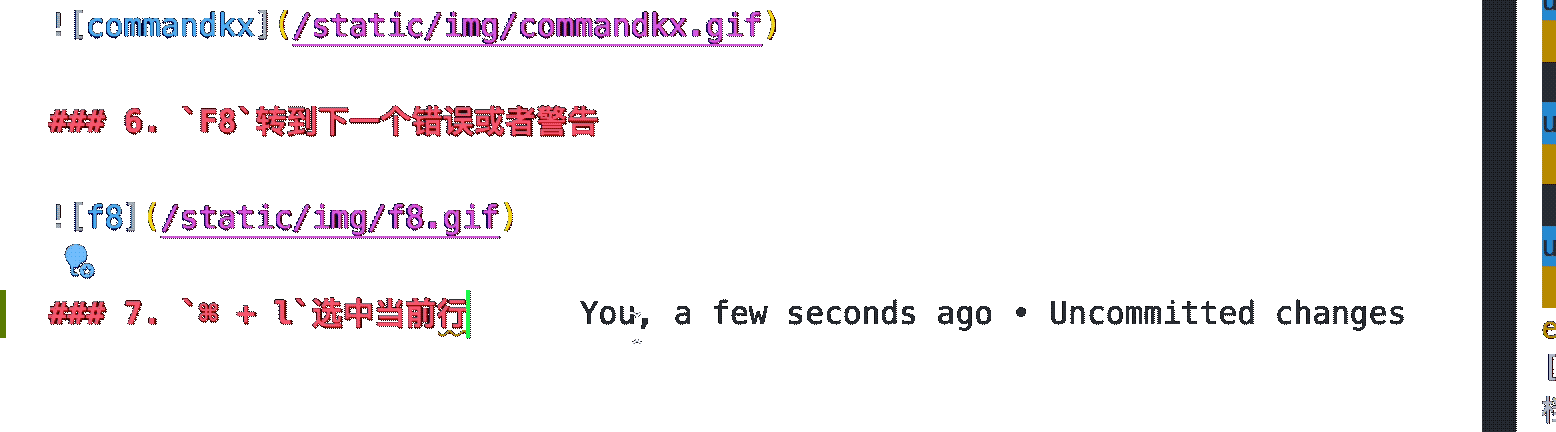 ![commandkx](/static/img/commandkx.gif)
### 6. `F8`转到下一个错误或者警告
![f8](/static/img/f8.gif)
### 7. `⌘ + l`选中当前行 You, a few seconds ago • Uncommitted changes